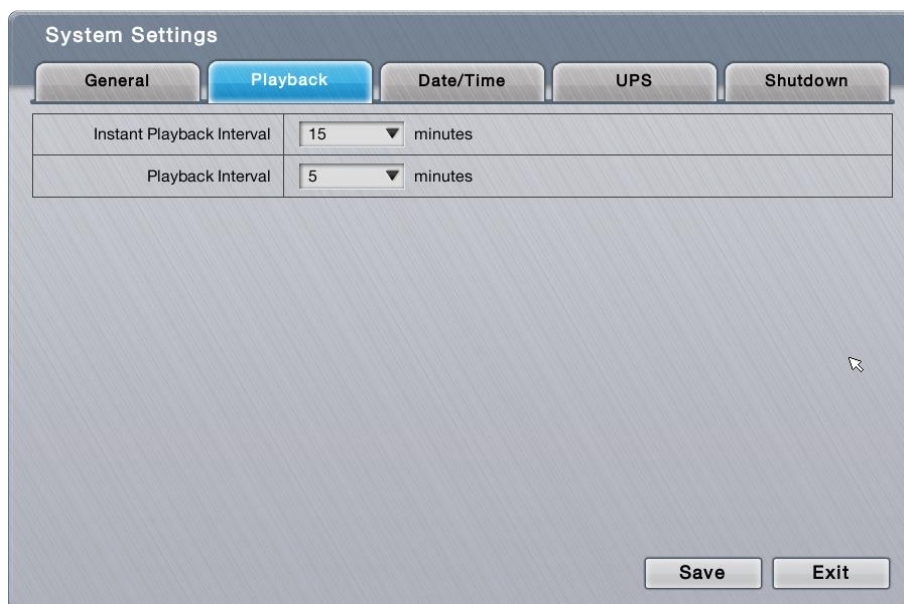 System Settings
General Playback Date/Time UPS Shutdown
Instant Playback Interval 15 minutes
Playback Interval 5 minutes
Save Exit